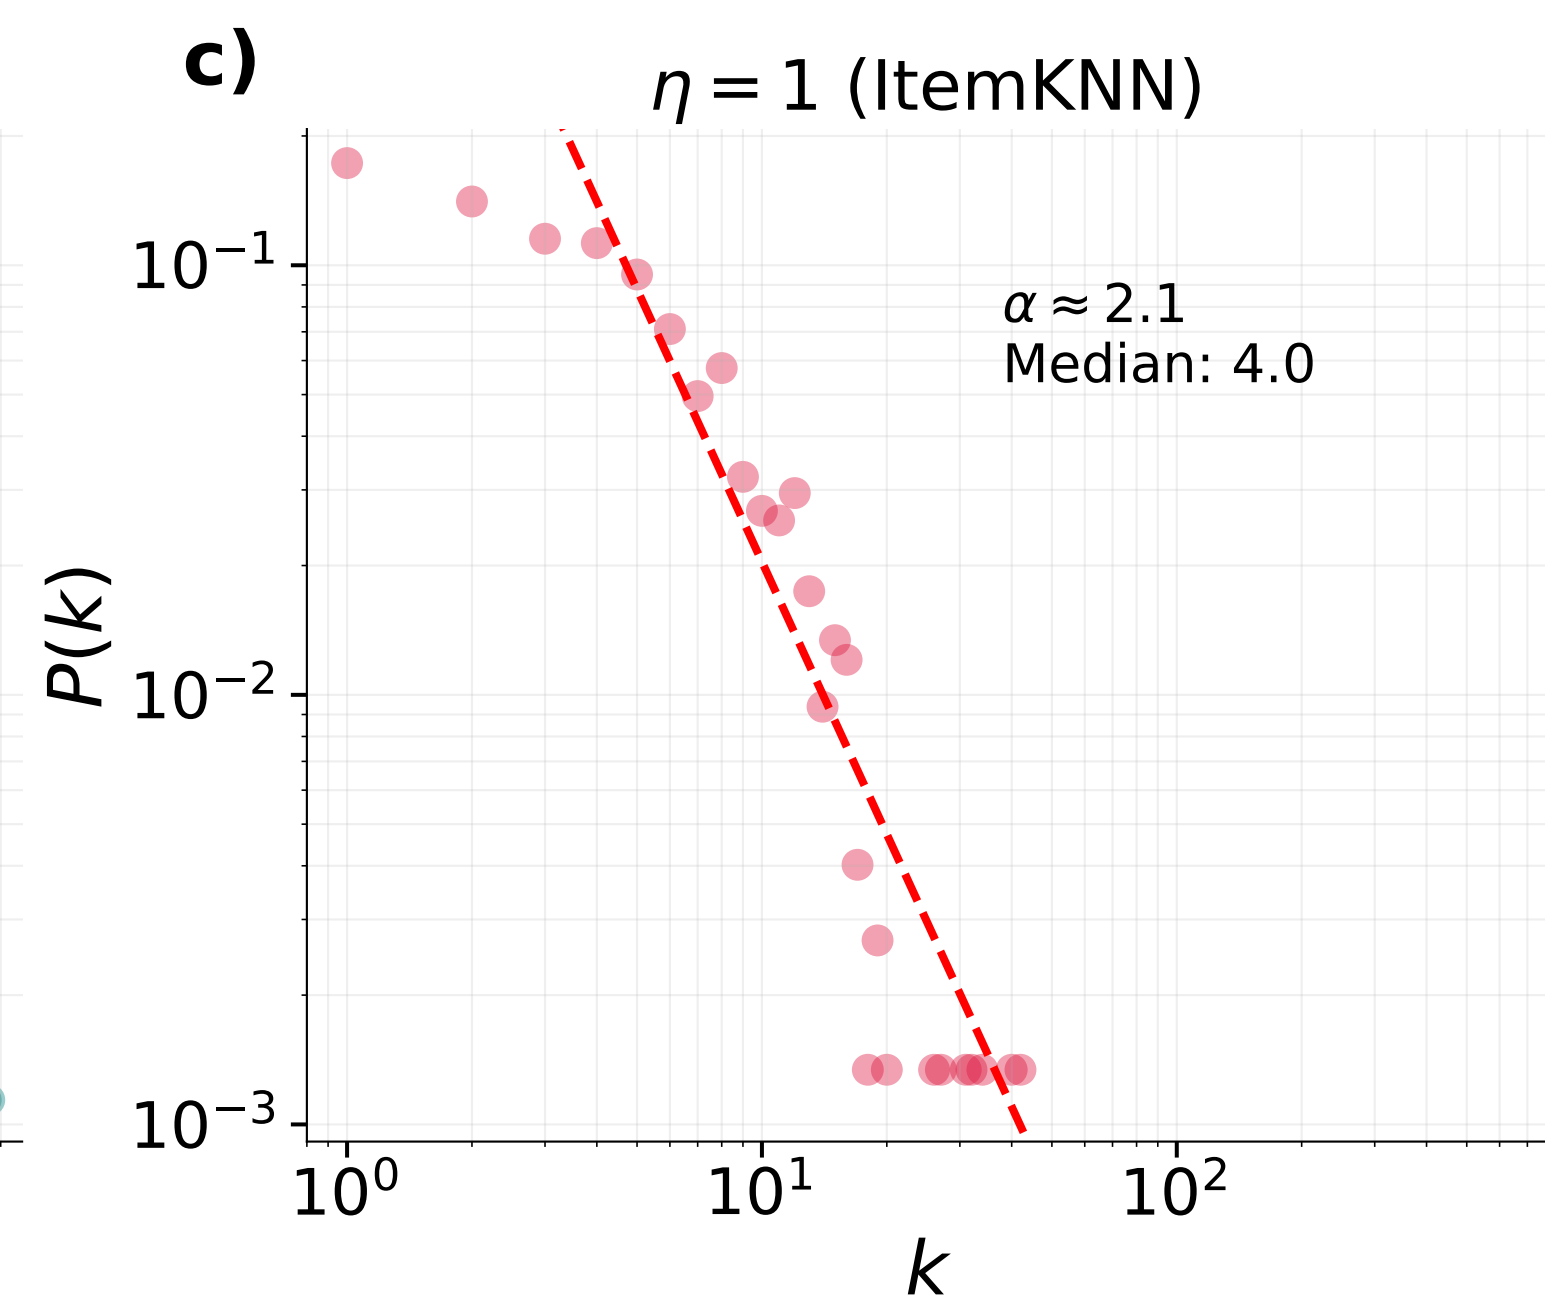 c)
η = 1 (ItemKNN)
α ≈ 2.1
Median: 4.0
P(k)
10⁻¹
10⁻²
10⁻³
10⁰ 10¹ 10²
k